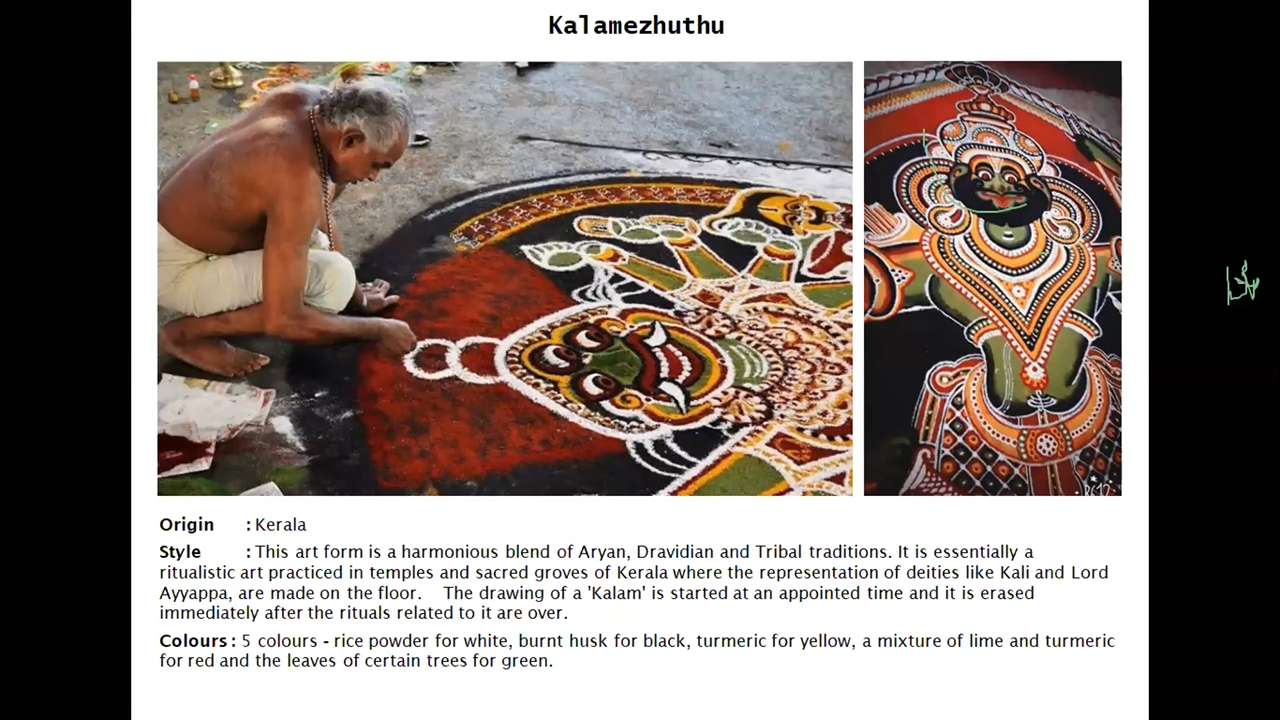 Kalamezhuthu
Origin : Kerala
Style : This art form is a harmonious blend of Aryan, Dravidian and Tribal traditions. It is essentially a
ritualistic art practiced in temples and sacred groves of Kerala where the representation of deities like Kali and Lord
Ayyappa, are made on the floor. The drawing of a 'Kalam' is started at an appointed time and it is erased
immediately after the rituals related to it are over.
Colours : 5 colours - rice powder for white, burnt husk for black, turmeric for yellow, a mixture of lime and turmeric
for red and the leaves of certain trees for green.